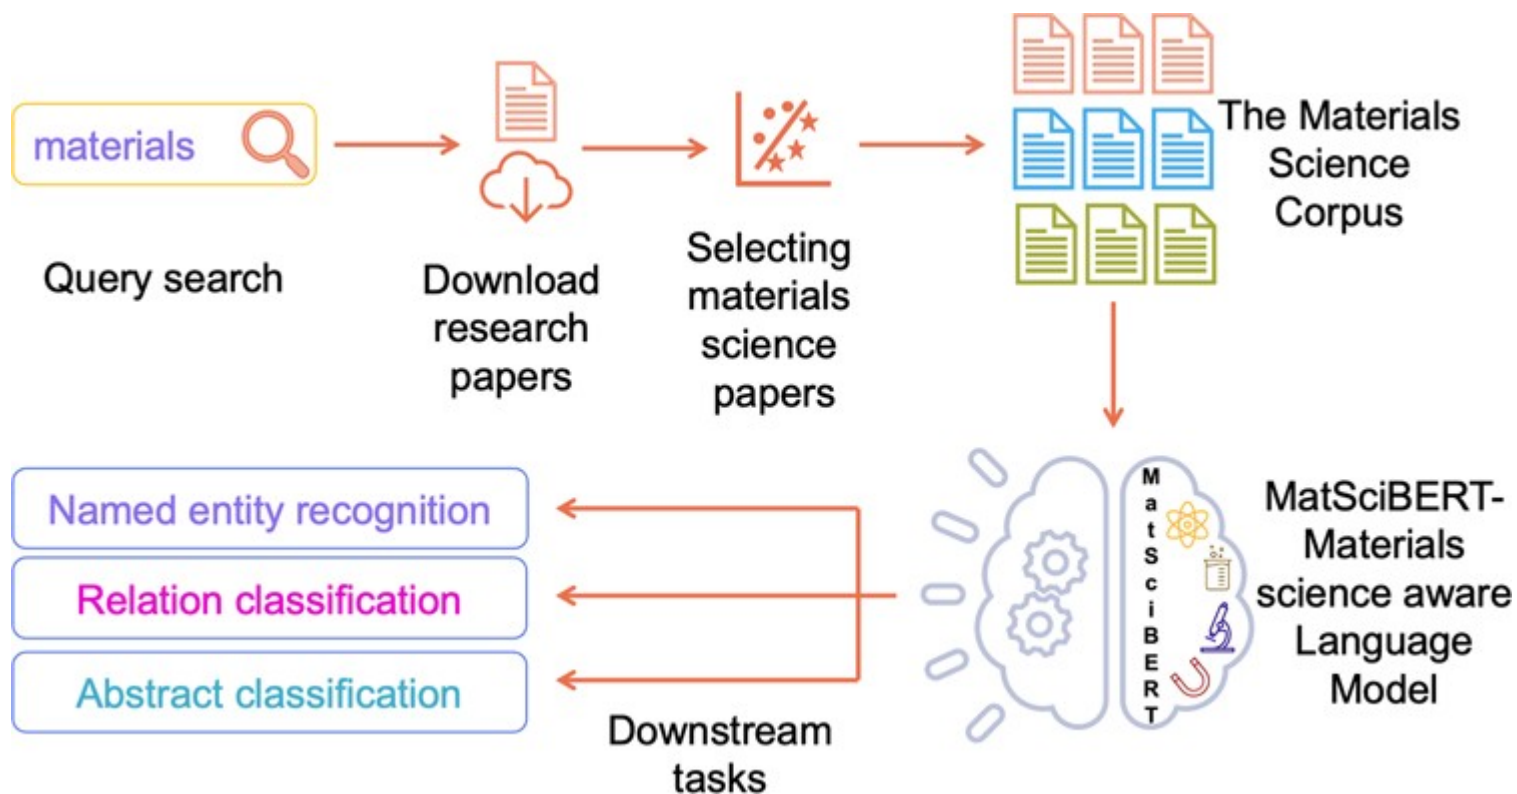 materials
Query search
Download
research
papers
Selecting
materials
science
papers
The Materials
Science
Corpus
MatSciBERT
MatSciBERT-
Materials
science aware
Language
Model
Named entity recognition
Relation classification
Abstract classification
Downstream
tasks